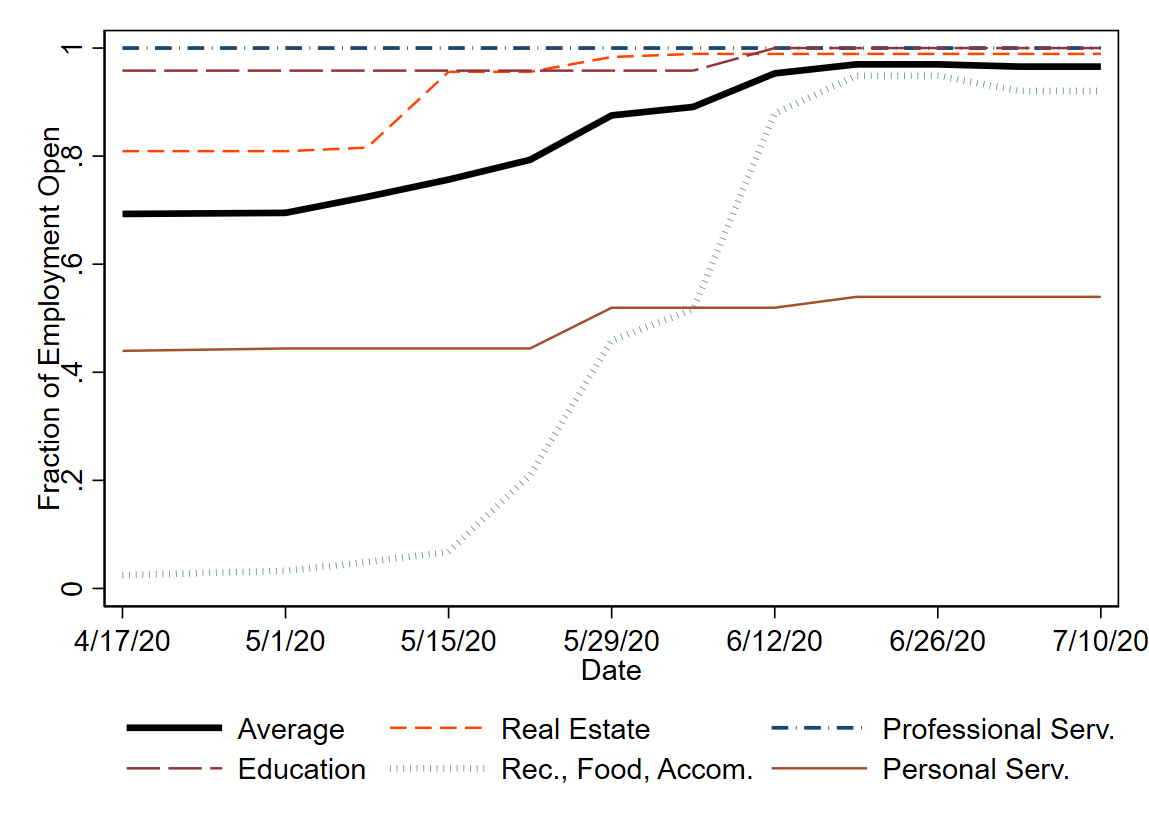 Fraction of Employment Open
1
.8
.6
.4
.2
0
4/17/20 5/1/20 5/15/20 5/29/20 6/12/20 6/26/20 7/10/20
Date
Average Real Estate Professional Serv.
Education Rec., Food, Accom. Personal Serv.